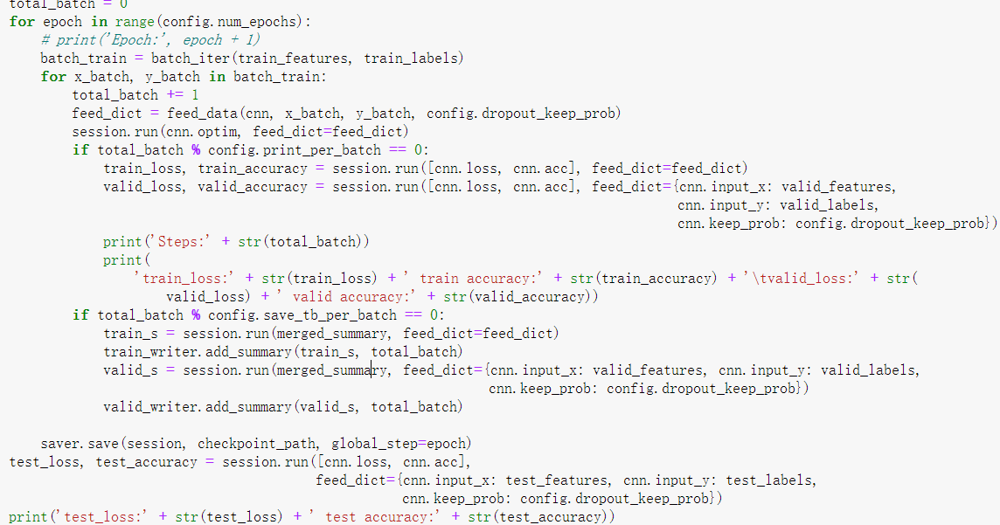 total_batch = 0
for epoch in range(config.num_epochs):
    # print('Epoch:', epoch + 1)
    batch_train = batch_iter(train_features, train_labels)
    for x_batch, y_batch in batch_train:
        total_batch += 1
        feed_dict = feed_data(cnn, x_batch, y_batch, config.dropout_keep_prob)
        session.run(cnn.optim, feed_dict=feed_dict)
        if total_batch % config.print_per_batch == 0:
            train_loss, train_accuracy = session.run([cnn.loss, cnn.acc], feed_dict=feed_dict)
            valid_loss, valid_accuracy = session.run([cnn.loss, cnn.acc], feed_dict={cnn.input_x: valid_features,
                                                                                     cnn.input_y: valid_labels,
                                                                                     cnn.keep_prob: config.dropout_keep_prob})
            print('Steps:' + str(total_batch))
            print(
                'train_loss:' + str(train_loss) + ' train accuracy:' + str(train_accuracy) + '\tvalid_loss:' + str(
                    valid_loss) + ' valid accuracy:' + str(valid_accuracy))
        if total_batch % config.save_tb_per_batch == 0:
            train_s = session.run(merged_summary, feed_dict=feed_dict)
            train_writer.add_summary(train_s, total_batch)
            valid_s = session.run(merged_summary, feed_dict={cnn.input_x: valid_features, cnn.input_y: valid_labels,
                                                             cnn.keep_prob: config.dropout_keep_prob})
            valid_writer.add_summary(valid_s, total_batch)
    saver.save(session, checkpoint_path, global_step=epoch)
test_loss, test_accuracy = session.run([cnn.loss, cnn.acc],
                                       feed_dict={cnn.input_x: test_features, cnn.input_y: test_labels,
                                                  cnn.keep_prob: config.dropout_keep_prob})
print('test_loss:' + str(test_loss) + ' test accuracy:' + str(test_accuracy))